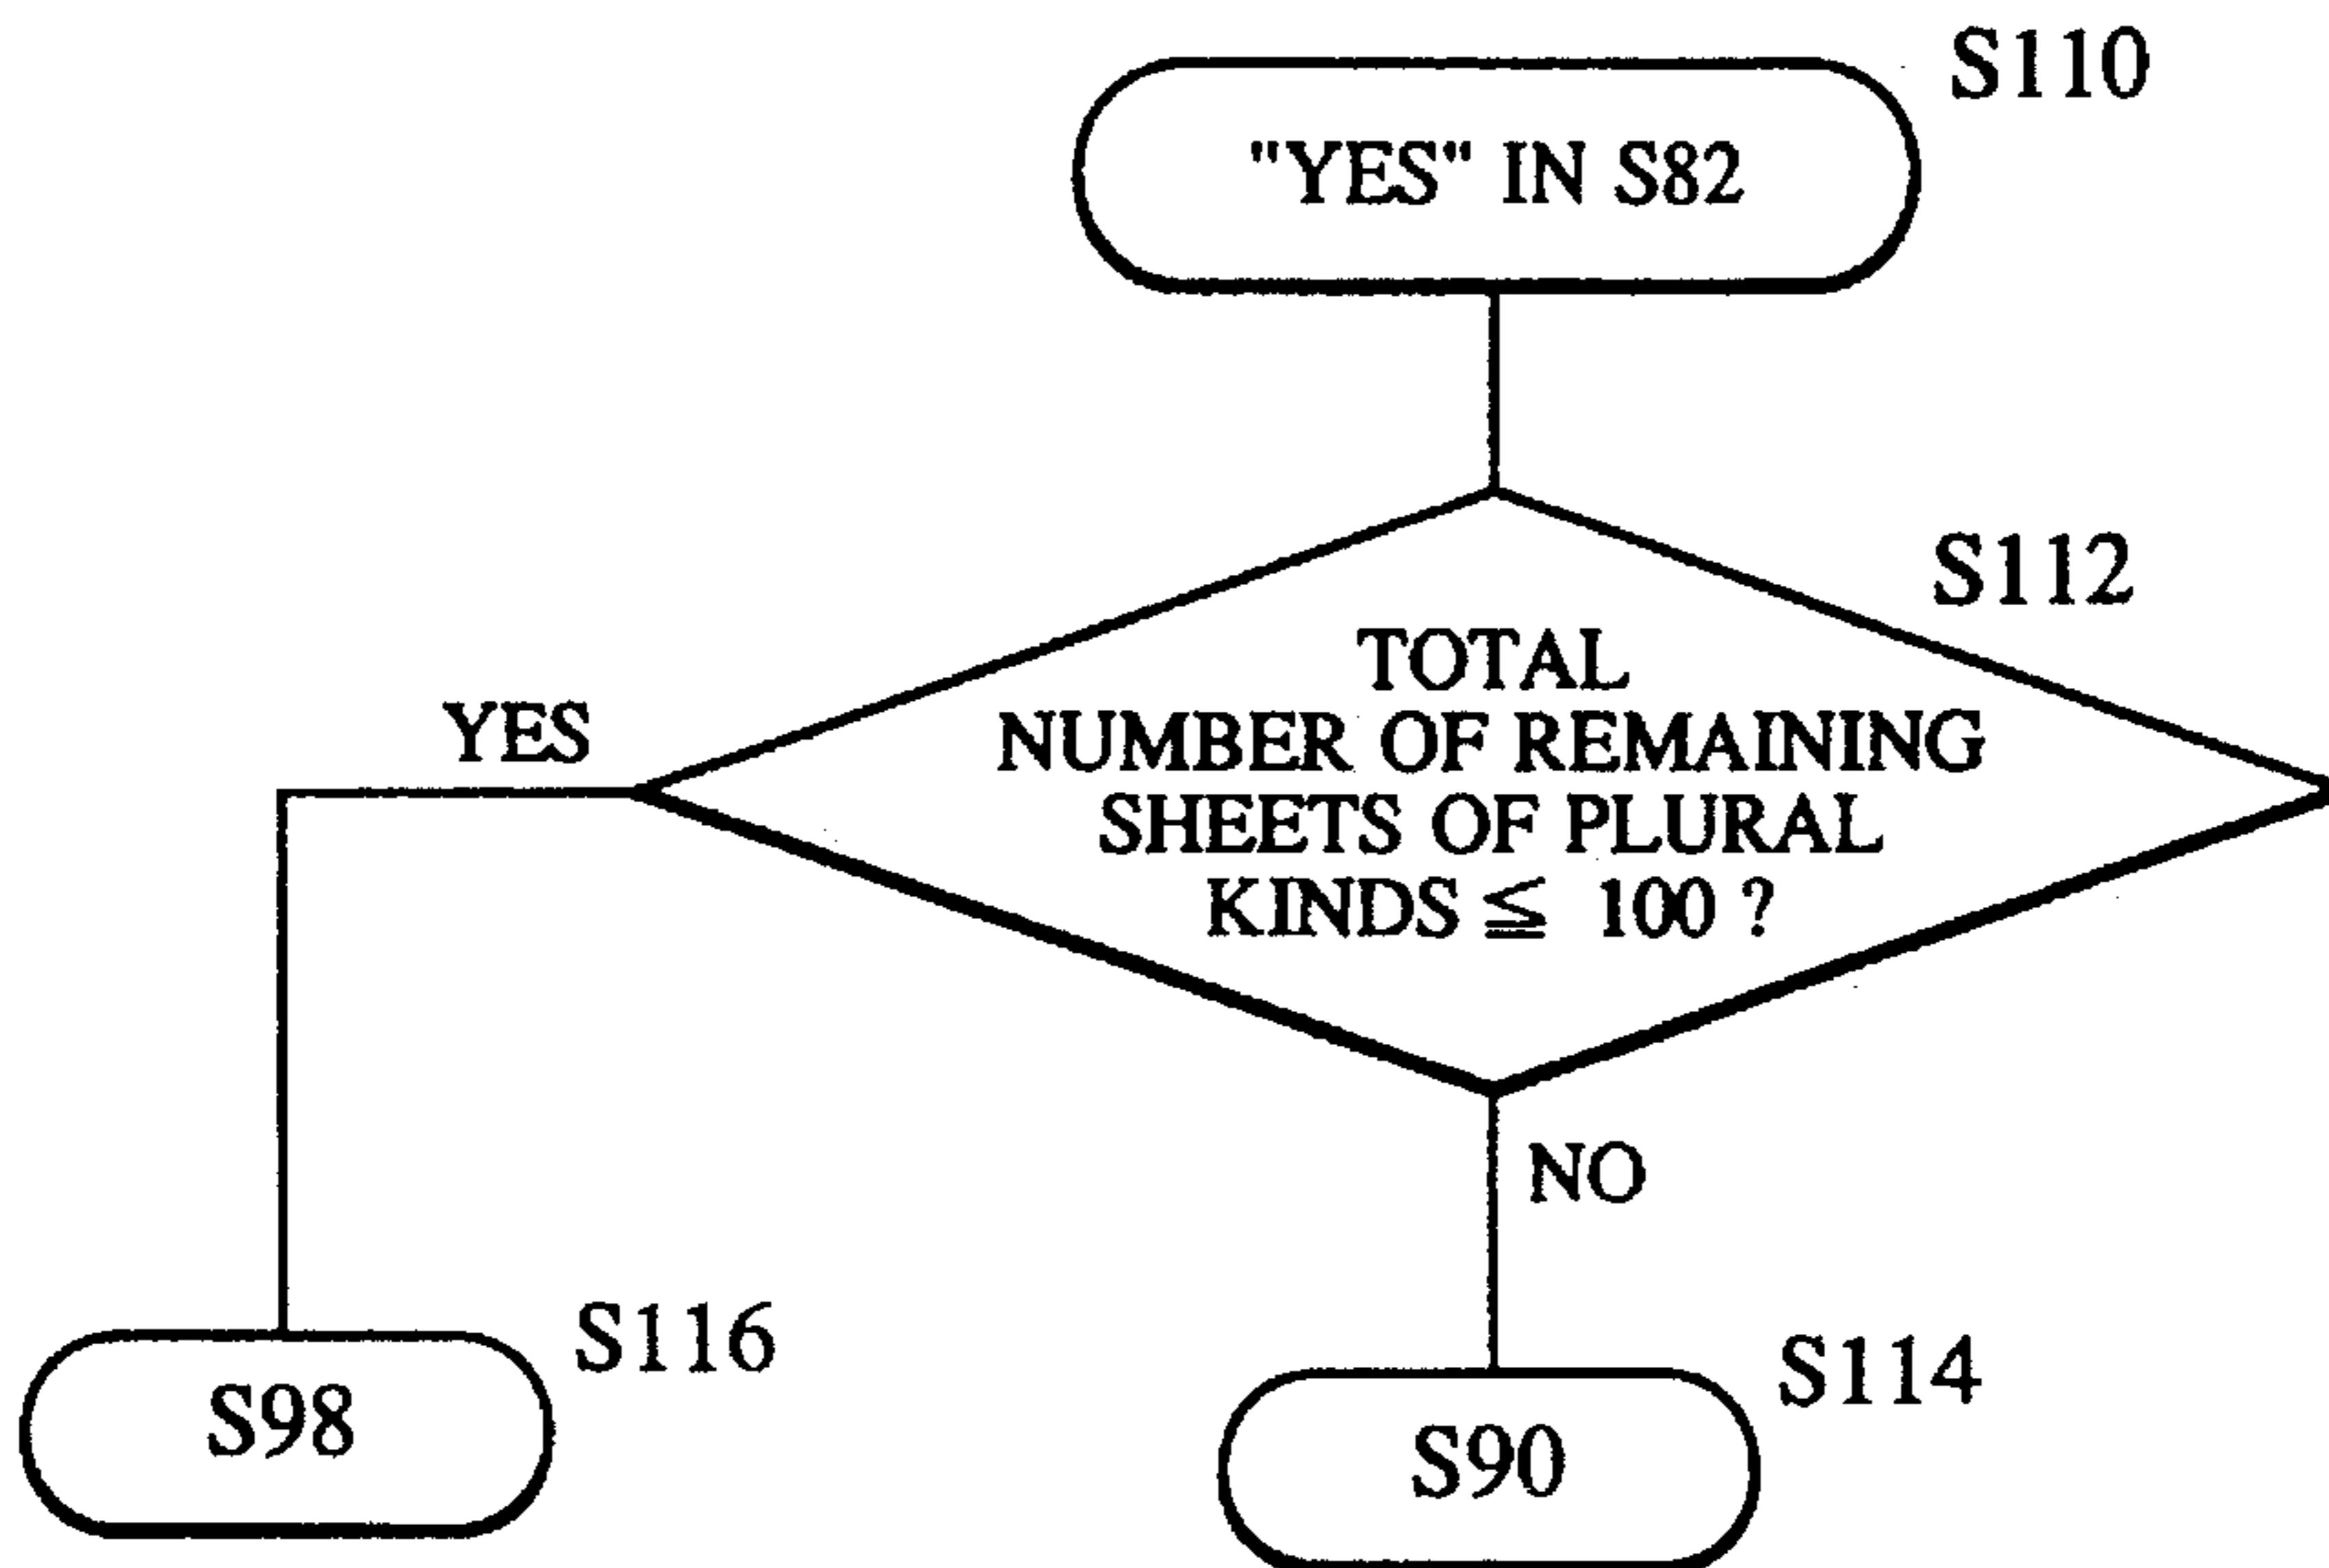 S110
"YES" IN S82
S112
TOTAL
NUMBER OF REMAINING
SHEETS OF PLURAL
KINDS ≦ 100 ?
YES
NO
S116
S98
S114
S90